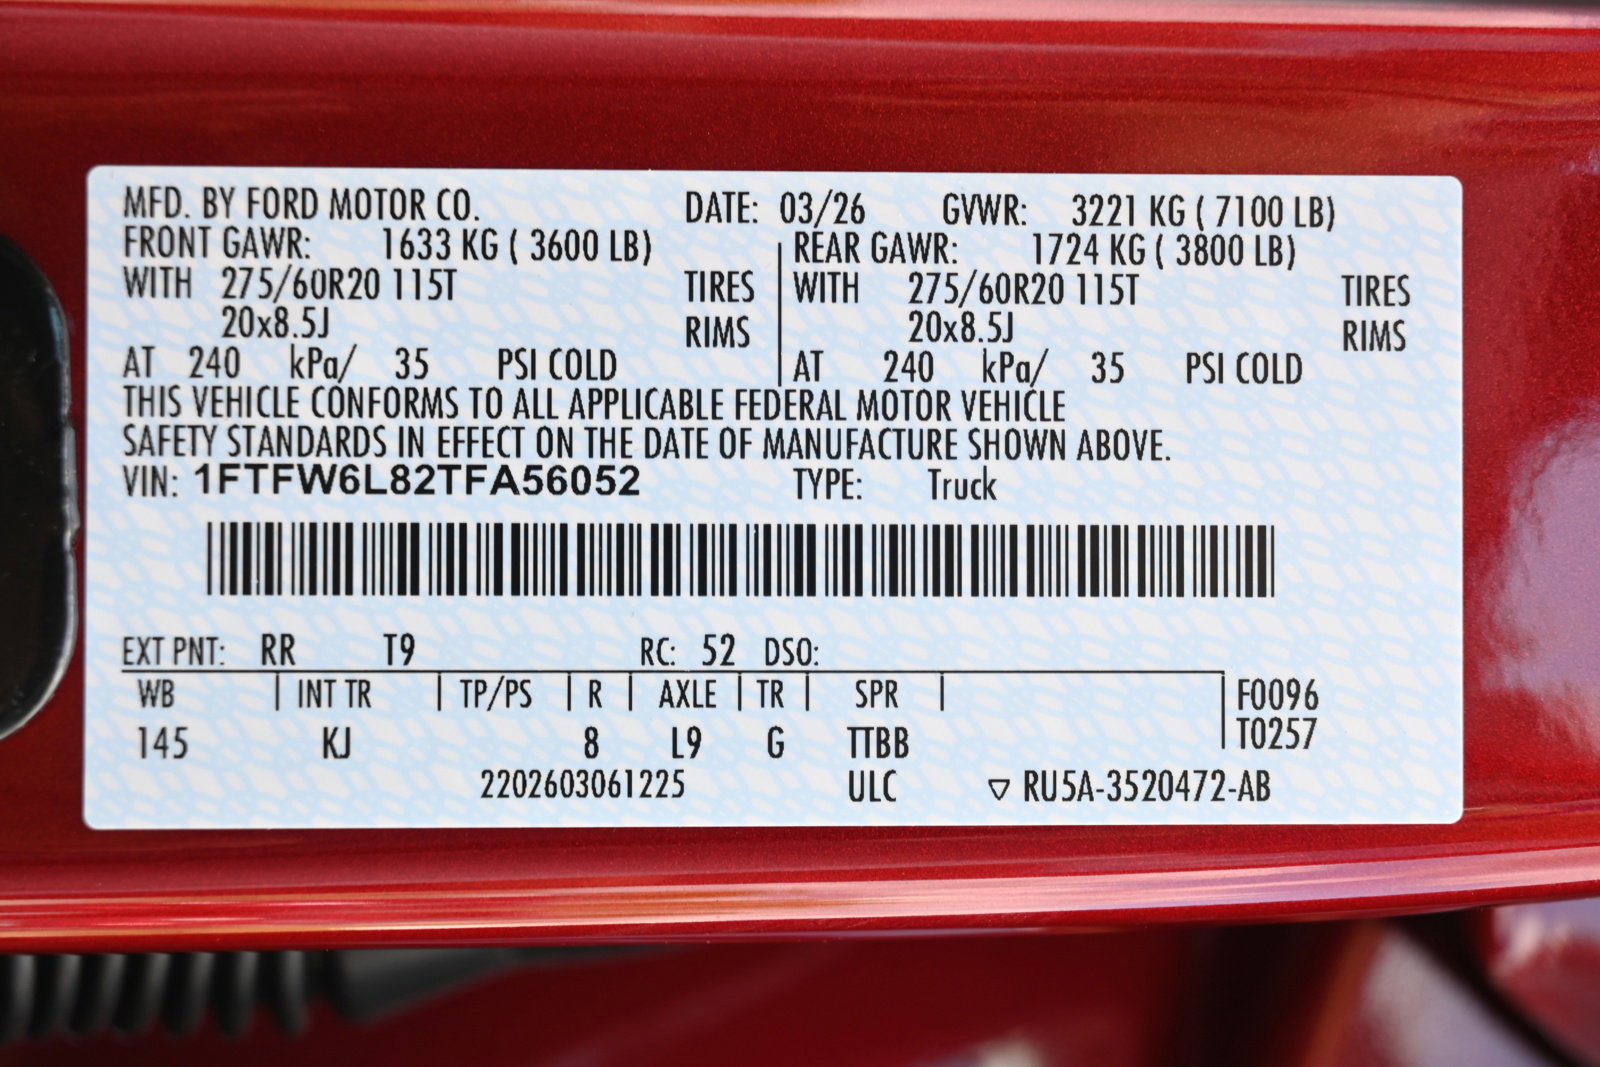 MFD. BY FORD MOTOR CO. DATE: 03/26 GVWR: 3221 KG ( 7100 LB)
FRONT GAWR: 1633 KG ( 3600 LB) REAR GAWR: 1724 KG ( 3800 LB)
WITH 275/60R20 115T TIRES WITH 275/60R20 115T TIRES
20x8.5J RIMS 20x8.5J RIMS
AT 240 kPa/ 35 PSI COLD AT 240 kPa/ 35 PSI COLD
THIS VEHICLE CONFORMS TO ALL APPLICABLE FEDERAL MOTOR VEHICLE
SAFETY STANDARDS IN EFFECT ON THE DATE OF MANUFACTURE SHOWN ABOVE.
VIN: 1FTFW6L82TFA56052 TYPE: Truck
EXT PNT: RR T9 RC: 52 DSO:
WB INT TR TP/PS R AXLE TR SPR F0096
145 KJ 8 L9 G TTBB T0257
2202603061225 ULC ▽ RU5A-3520472-AB